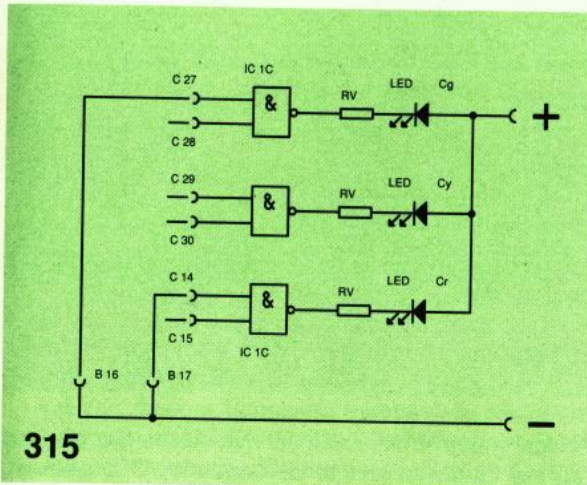 IC 1C
C 27
&
C 28
RV
LED
Cg
+
C 29
&
C 30
RV
LED
Cy
C 14
&
C 15
RV
LED
Cr
IC 1C
B 16
B 17
−
315